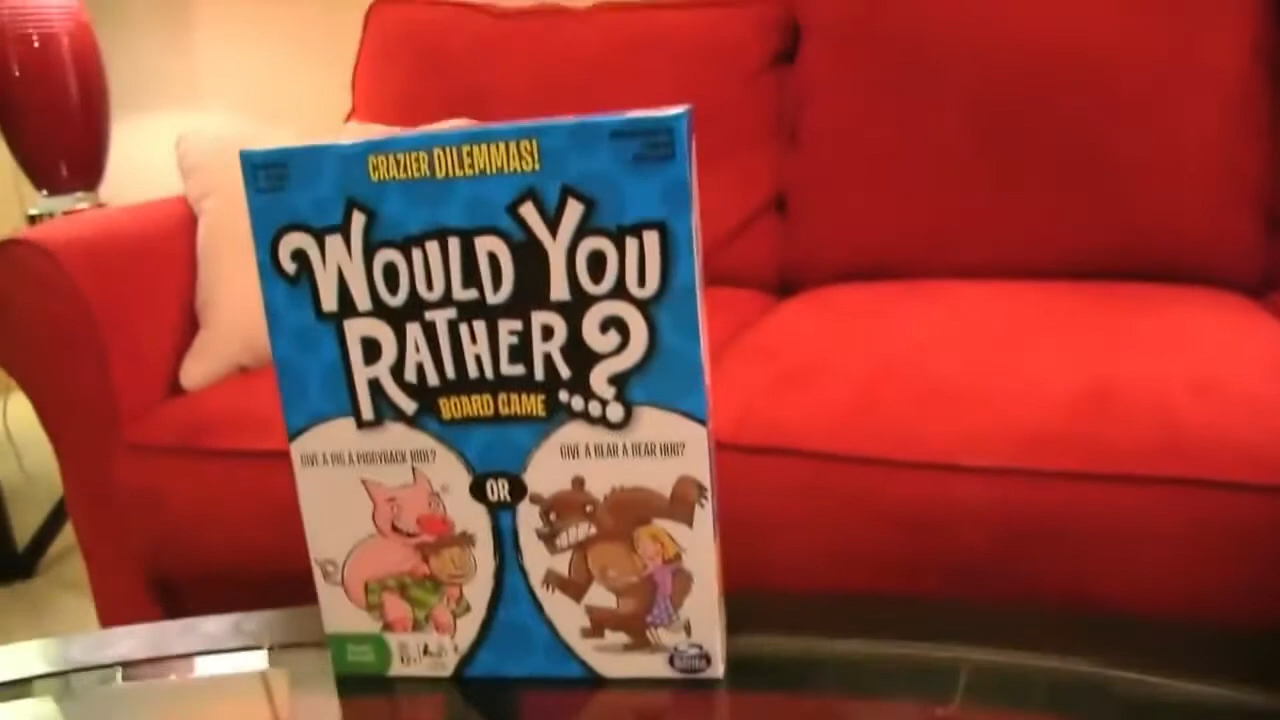 CRAZIER DILEMMAS!
WOULD YOU
RATHER...?
BOARD GAME
GIVE A PIG A PIGGYBACK RIDE?
OR
GIVE A BEAR A BEAR HUG?